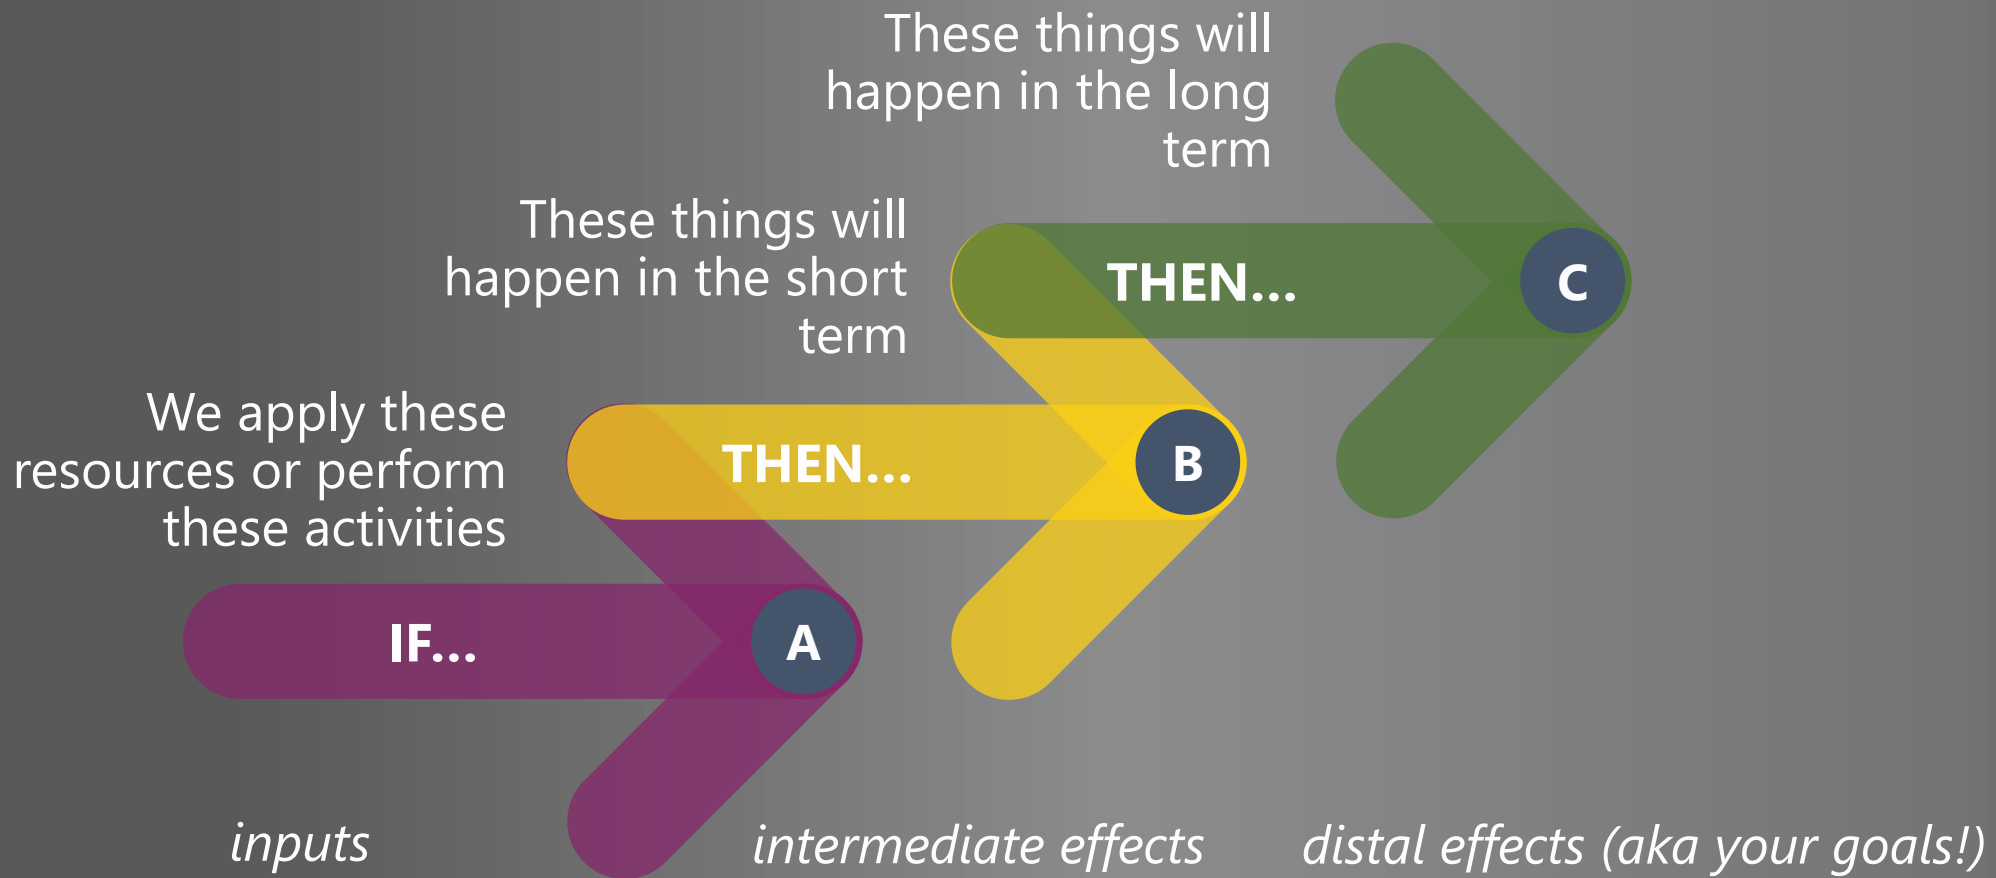 These things will
happen in the long
term
THEN...
C
These things will
happen in the short
term
THEN...
B
We apply these
resources or perform
these activities
IF...
A
inputs
intermediate effects
distal effects (aka your goals!)